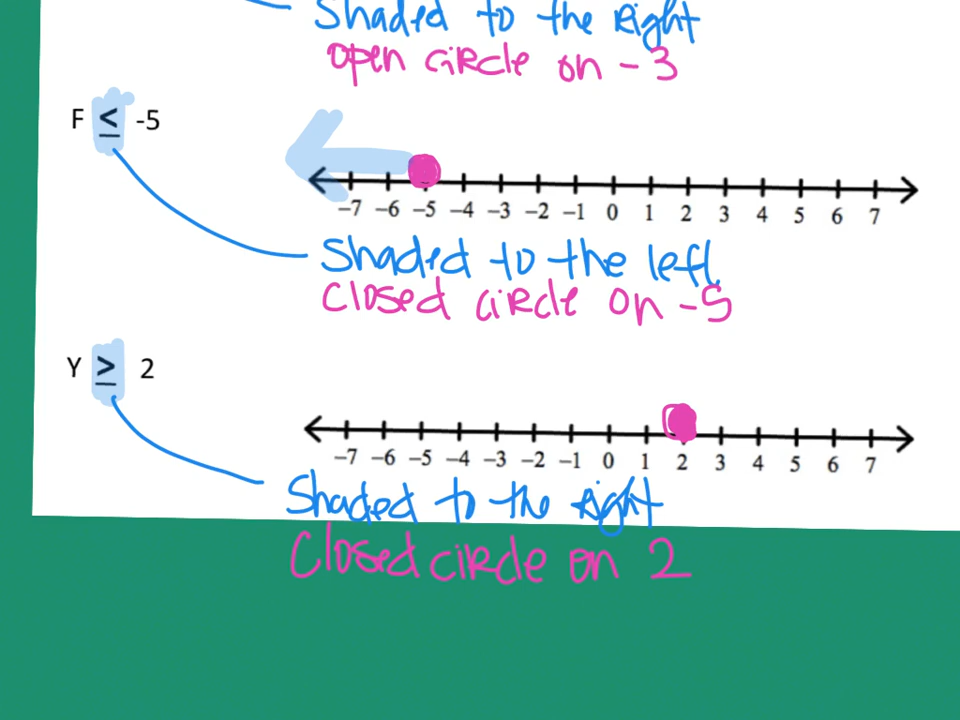 Shaded to the right
open circle on -3
F ≤ -5
-7 -6 -5 -4 -3 -2 -1 0 1 2 3 4 5 6 7
Shaded to the left
closed circle on -5
Y ≥ 2
-7 -6 -5 -4 -3 -2 -1 0 1 2 3 4 5 6 7
Shaded to the right
Closed circle on 2